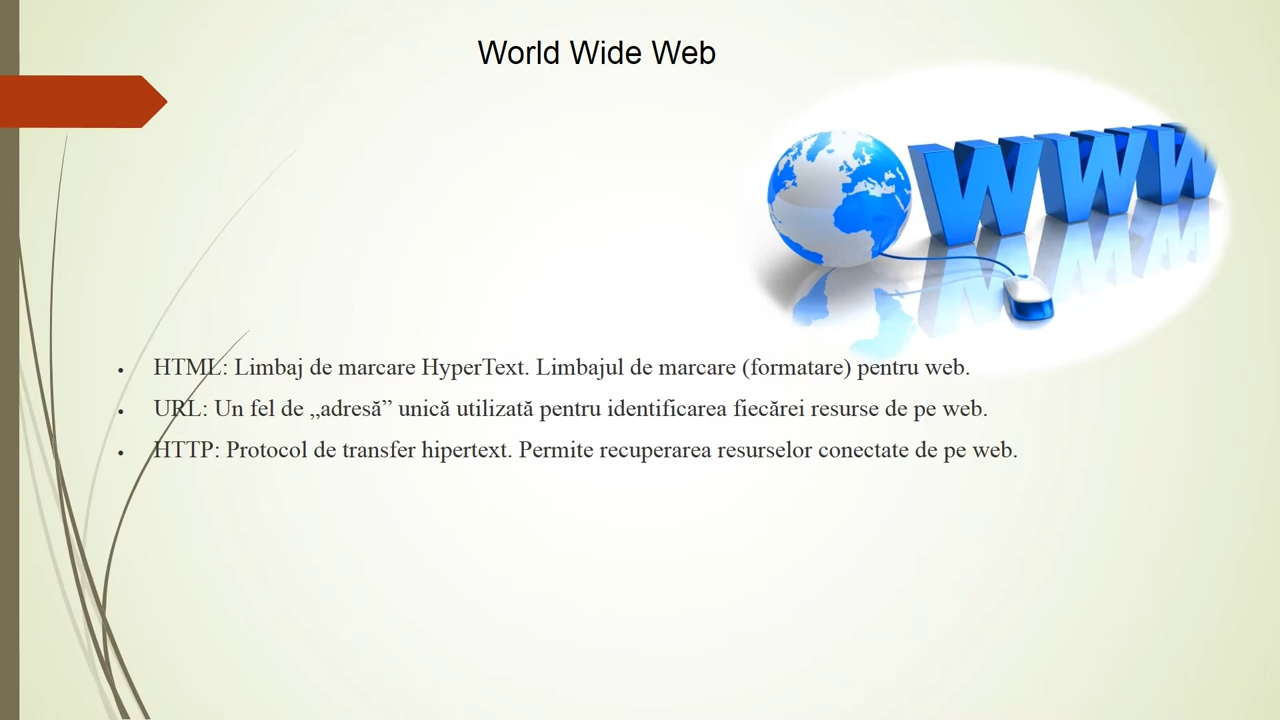 World Wide Web
WWW
• HTML: Limbaj de marcare HyperText. Limbajul de marcare (formatare) pentru web.
• URL: Un fel de „adresă” unică utilizată pentru identificarea fiecărei resurse de pe web.
• HTTP: Protocol de transfer hipertext. Permite recuperarea resurselor conectate de pe web.